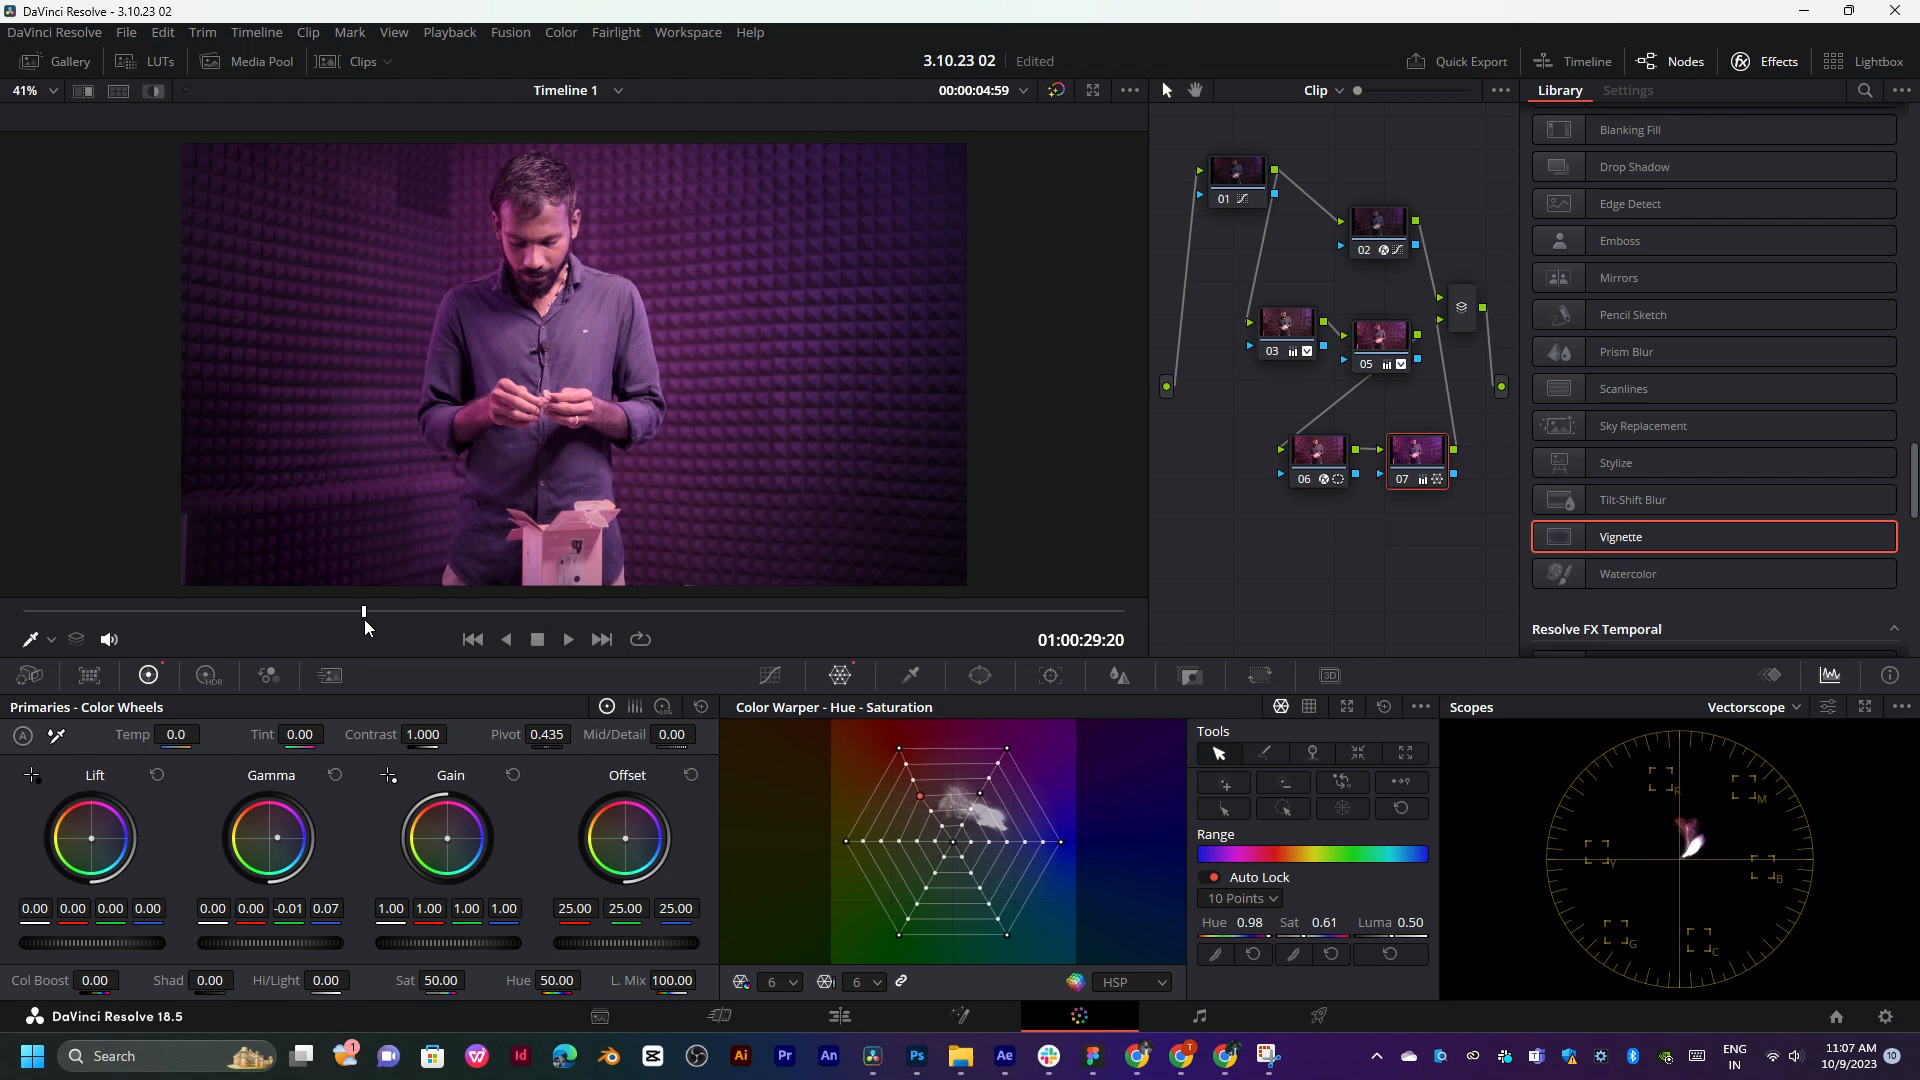 DaVinci Resolve - 3.10.23 02
DaVinci Resolve File Edit Trim Timeline Clip Mark View Playback Fusion Color Fairlight Workspace Help
Gallery LUTs Media Pool Clips 3.10.23 02 Edited Quick Export Timeline Nodes Effects Lightbox
41% Timeline 1 00:00:04:59 Clip Library Settings
Blanking Fill
Drop Shadow
Edge Detect
Emboss
Mirrors
Pencil Sketch
Prism Blur
Scanlines
Sky Replacement
Stylize
Tilt-Shift Blur
Vignette
Watercolor
Resolve FX Temporal
01
02
03
05
06
07
01:00:29:20
HDR
3D
Primaries - Color Wheels
Color Warper - Hue - Saturation
Scopes
Vectorscope
A Temp 0.0 Tint 0.00 Contrast 1.000 Pivot 0.435 Mid/Detail 0.00
Lift Gamma Gain Offset
0.00 0.00 0.00 0.00 0.00 0.00 -0.01 0.07 1.00 1.00 1.00 1.00 25.00 25.00 25.00
Col Boost 0.00 Shad 0.00 Hi/Light 0.00 Sat 50.00 Hue 50.00 L. Mix 100.00
6 6 HSP
Tools
Range
Auto Lock
10 Points
Hue 0.98 Sat 0.61 Luma 0.50
R
M
Y
B
G
C
DaVinci Resolve 18.5
Search
1
Id
Ai
Pr
An
Ps
Ae
T
ENG
IN
11:07 AM
10/9/2023
10